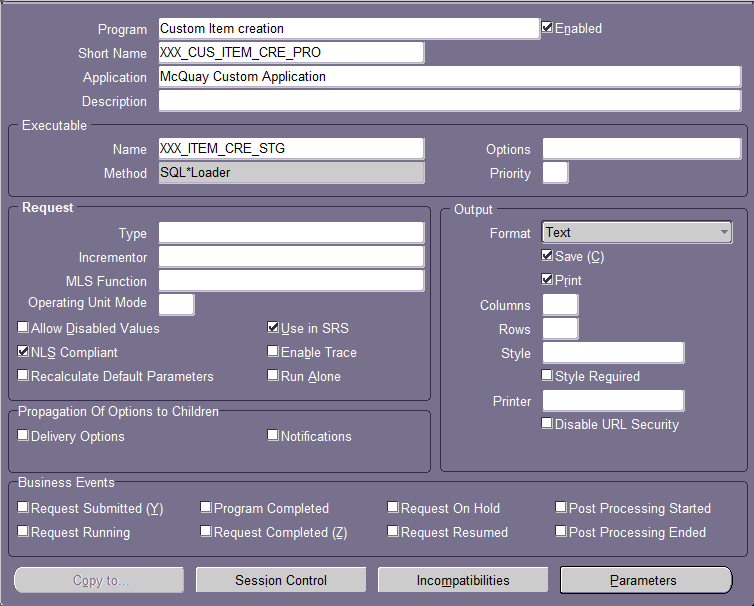 Program Custom Item creation Enabled
Short Name XXX_CUS_ITEM_CRE_PRO
Application McQuay Custom Application
Description
Executable
Name XXX_ITEM_CRE_STG Options
Method SQL*Loader Priority
Request
Type
Incrementor
MLS Function
Operating Unit Mode
Allow Disabled Values Use in SRS
NLS Compliant Enable Trace
Recalculate Default Parameters Run Alone
Output
Format Text
Save (C)
Print
Columns
Rows
Style
Style Required
Printer
Disable URL Security
Propagation Of Options to Children
Delivery Options Notifications
Business Events
Request Submitted (Y) Program Completed Request On Hold Post Processing Started
Request Running Request Completed (Z) Request Resumed Post Processing Ended
Copy to... Session Control Incompatibilities Parameters